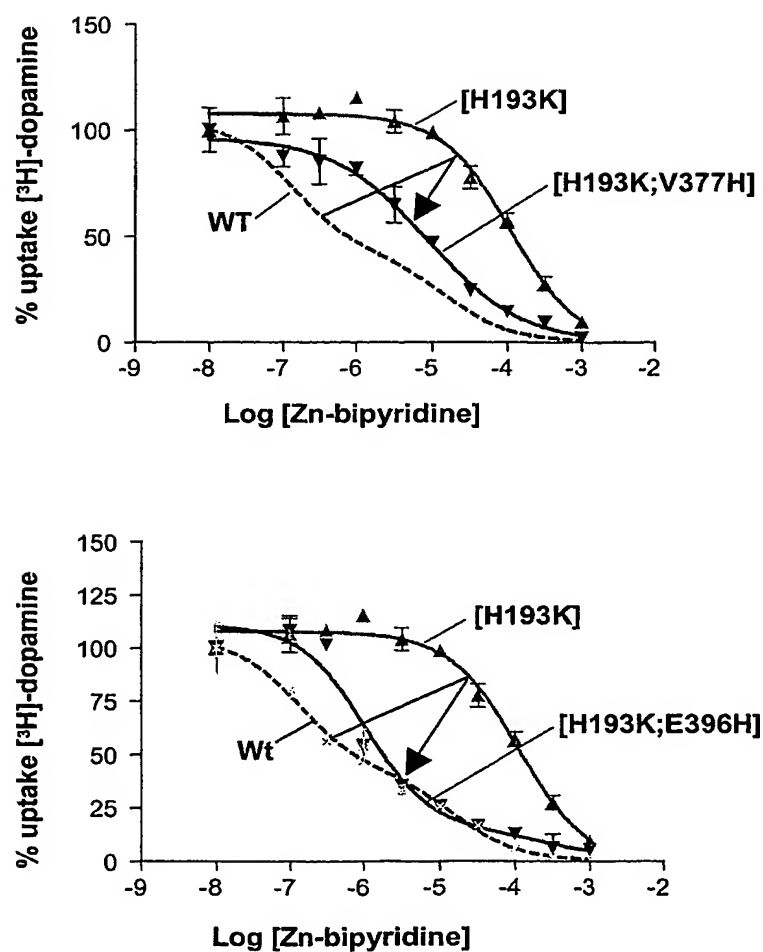 150
100
50
0
-9 -8 -7 -6 -5 -4 -3 -2
% uptake [³H]-dopamine
Log [Zn-bipyridine]
[H193K]
[H193K;V377H]
WT
150
125
100
75
50
25
0
-9 -8 -7 -6 -5 -4 -3 -2
% uptake [³H]-dopamine
Log [Zn-bipyridine]
[H193K]
[H193K;E396H]
Wt